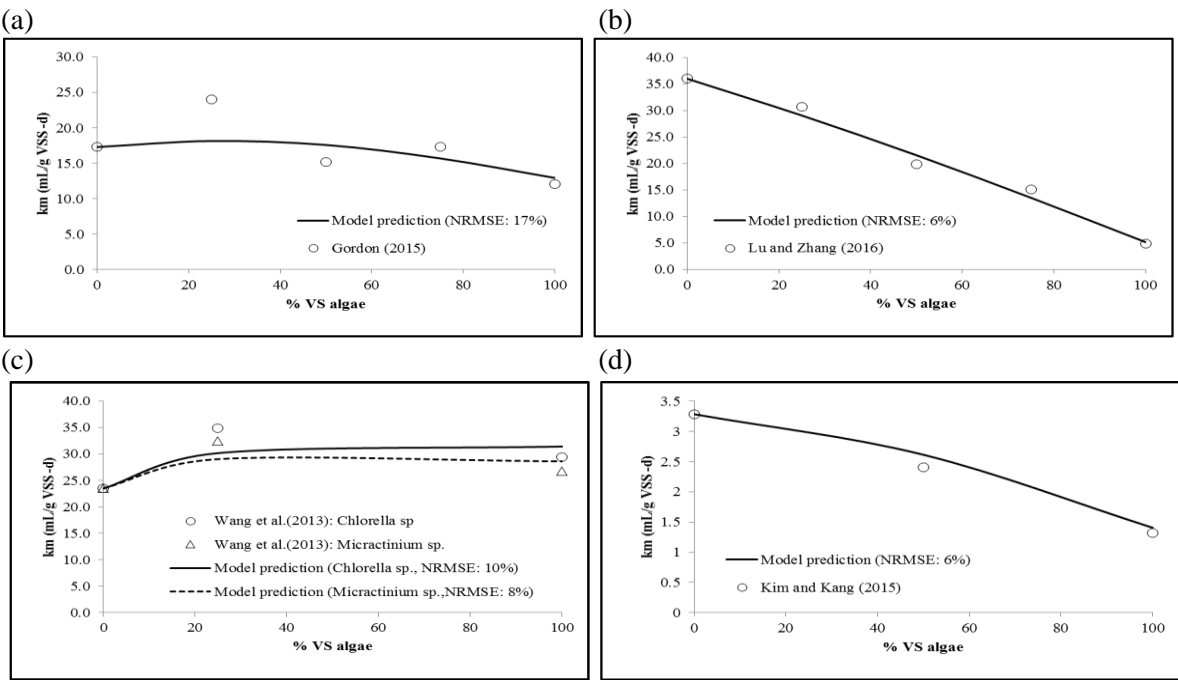 (a)
30.0
25.0
20.0
15.0
10.0
5.0
0.0
km (mL/g VSS-d)
Model prediction (NRMSE: 17%)
Gordon (2015)
0 20 40 60 80 100
% VS algae
(b)
40.0
35.0
30.0
25.0
20.0
15.0
10.0
5.0
0.0
km (mL/g VSS-d)
Model prediction (NRMSE: 6%)
Lu and Zhang (2016)
0 20 40 60 80 100
% VS algae
(c)
40.0
35.0
30.0
25.0
20.0
15.0
10.0
5.0
0.0
km (mL/g VSS-d)
Wang et al.(2013): Chlorella sp
Wang et al.(2013): Micractinium sp.
Model prediction (Chlorella sp., NRMSE: 10%)
Model prediction (Micractinium sp.,NRMSE: 8%)
0 20 40 60 80 100
% VS algae
(d)
3.5
3
2.5
2
1.5
1
0.5
0
km (mL/g VSS-d)
Model prediction (NRMSE: 6%)
Kim and Kang (2015)
0 20 40 60 80 100
% VS algae